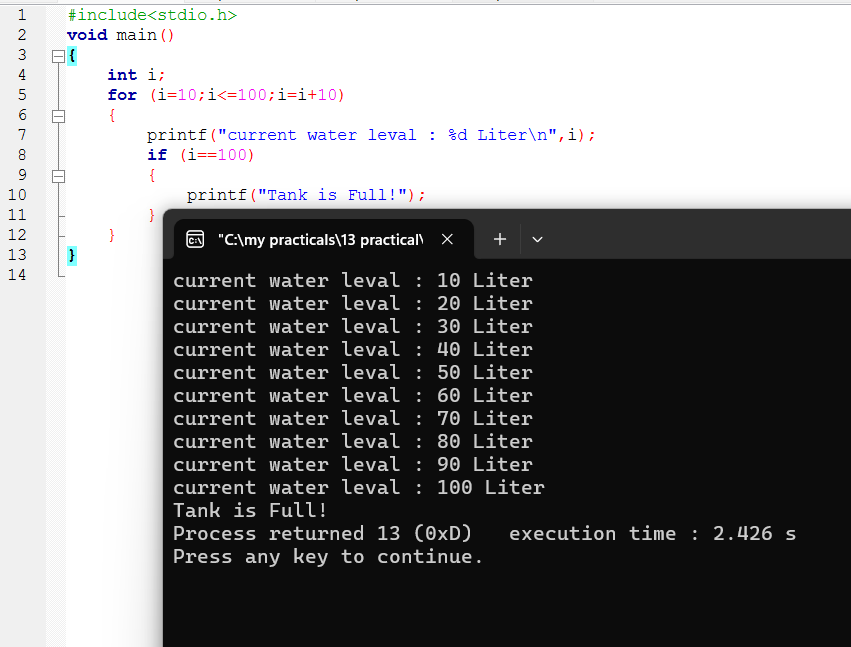 1 #include<stdio.h>
2 void main()
3 {
4 int i;
5 for (i=10;i<=100;i=i+10)
6 {
7 printf("current water leval : %d Liter\n",i);
8 if (i==100)
9 {
10 printf("Tank is Full!");
11 }
12 }
13 }
14
"C:\my practicals\13 practical\
current water leval : 10 Liter
current water leval : 20 Liter
current water leval : 30 Liter
current water leval : 40 Liter
current water leval : 50 Liter
current water leval : 60 Liter
current water leval : 70 Liter
current water leval : 80 Liter
current water leval : 90 Liter
current water leval : 100 Liter
Tank is Full!
Process returned 13 (0xD)   execution time : 2.426 s
Press any key to continue.